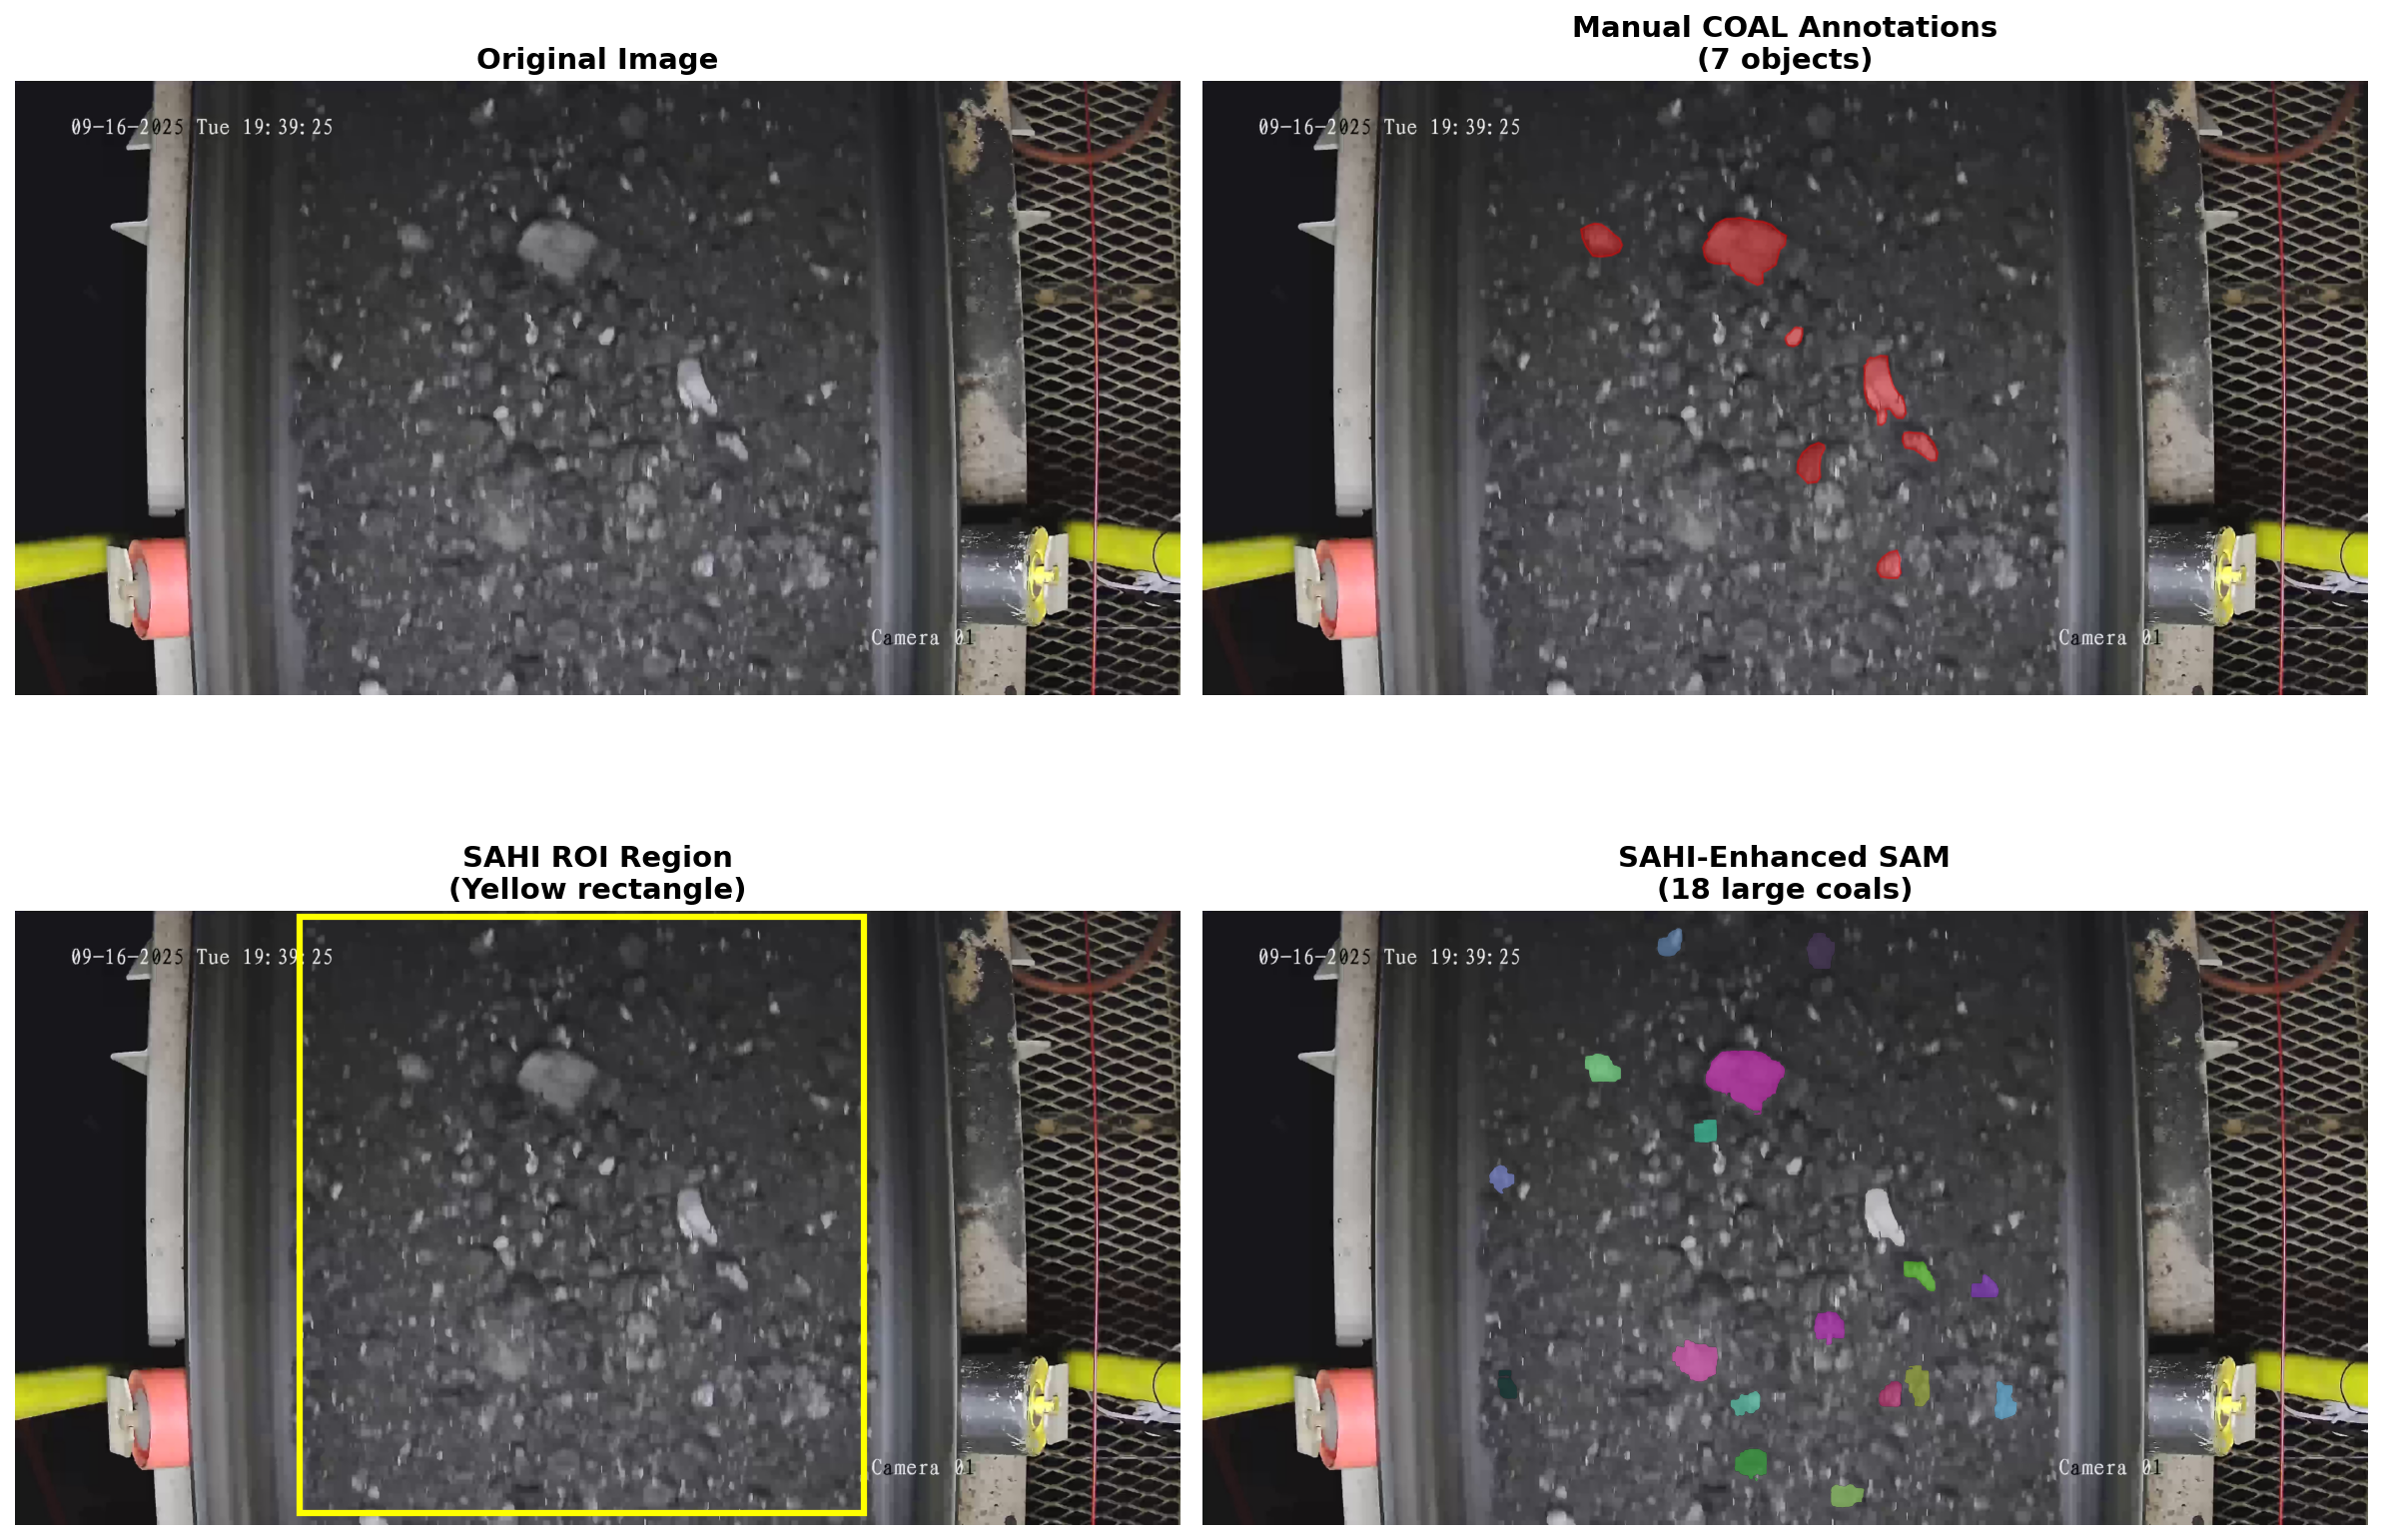 Original Image
09-16-2025 Tue 19:39:25
Camera 01
Manual COAL Annotations
(7 objects)
09-16-2025 Tue 19:39:25
Camera 01
SAHI ROI Region
(Yellow rectangle)
09-16-2025 Tue 19:39:25
Camera 01
SAHI-Enhanced SAM
(18 large coals)
09-16-2025 Tue 19:39:25
Camera 01